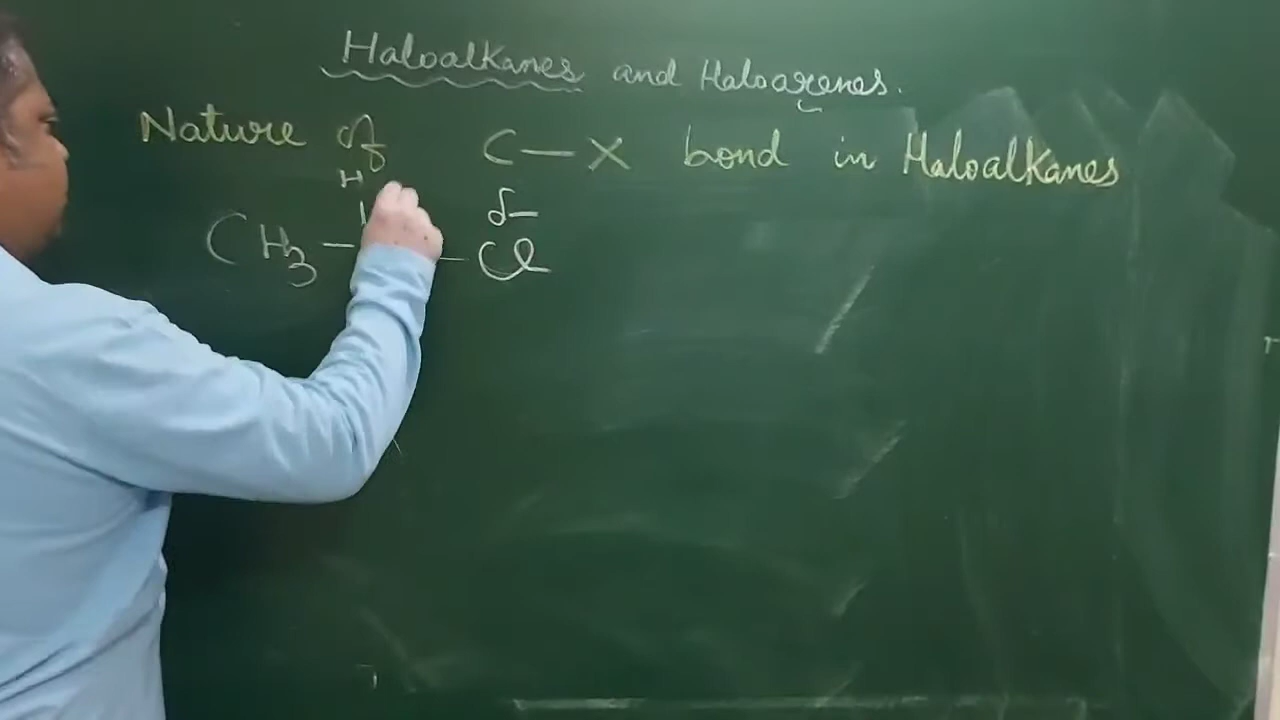 Haloalkanes and Haloarenes.
Nature of C — X bond in Haloalkanes
H δ–
CH3 — — Cl